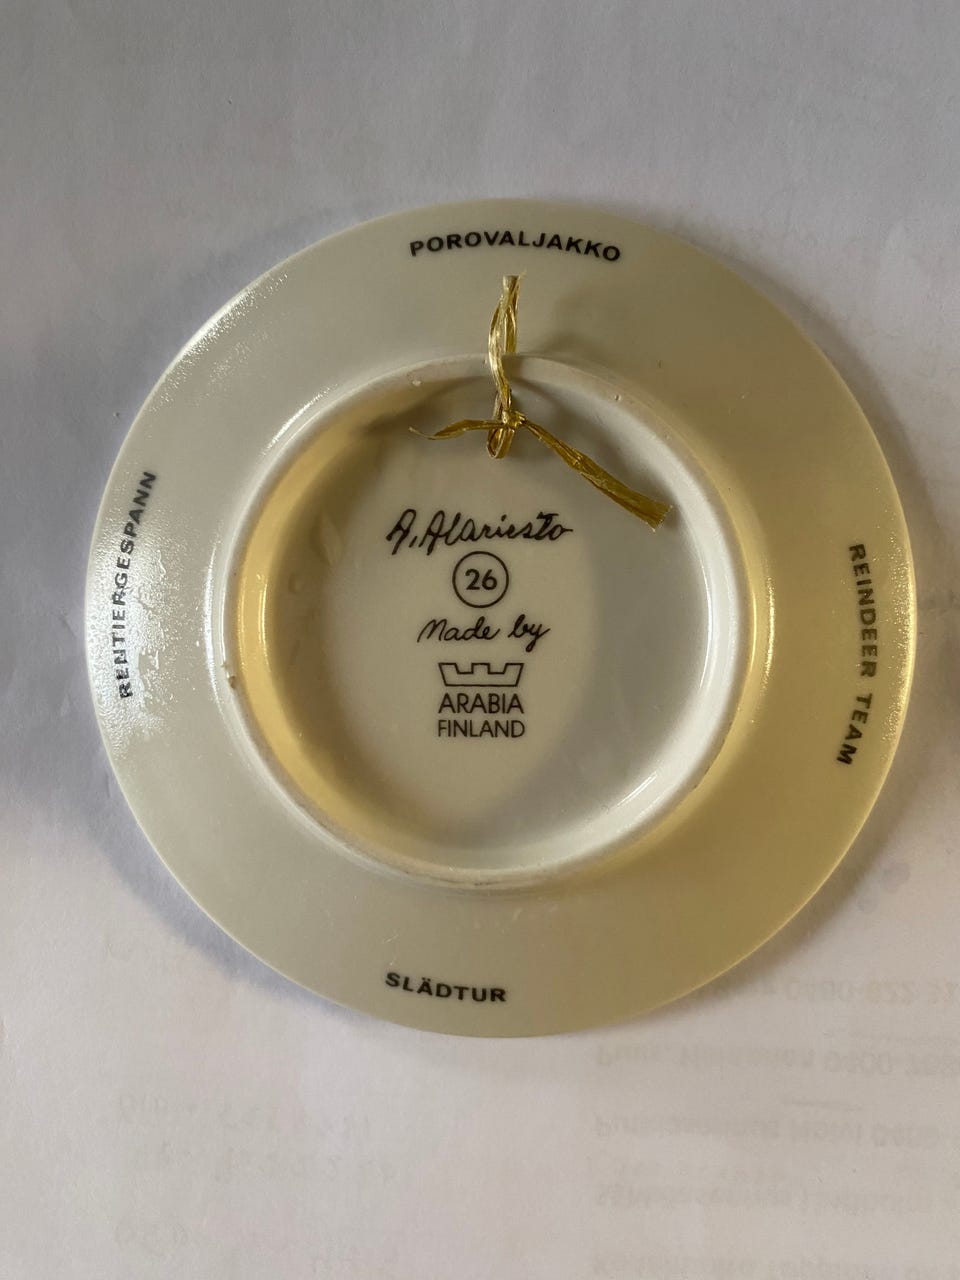 POROVALJAKKO
RENTIERGESPANN
A. Alariesto
26
Made by
ARABIA
FINLAND
REINDEER TEAM
SLÄDTUR